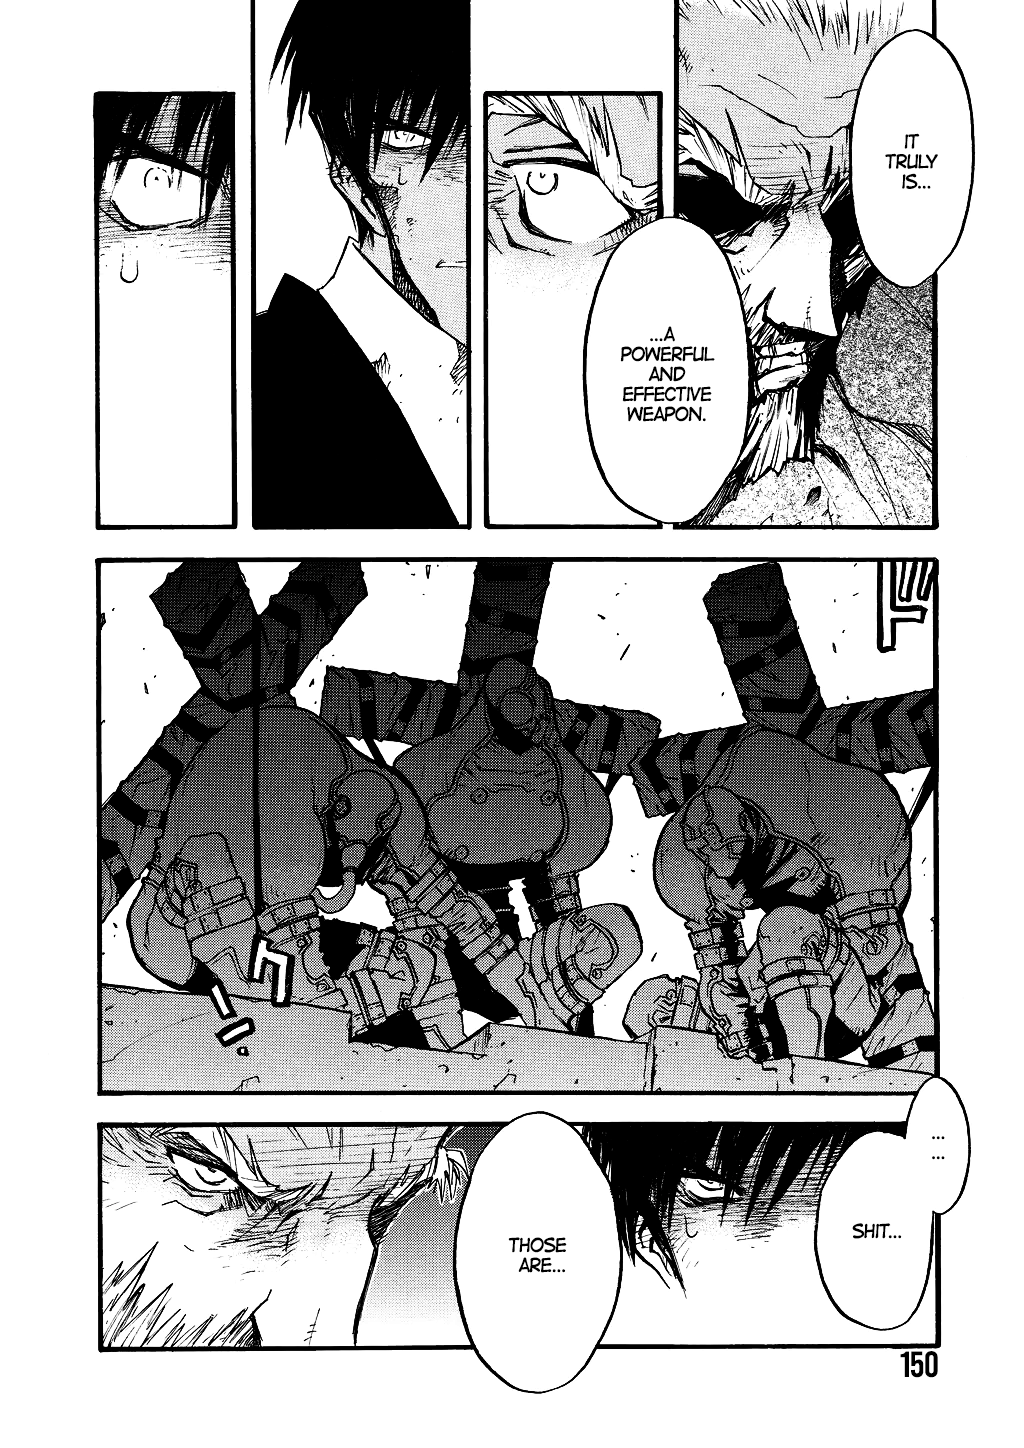 IT
TRULY
IS...
...A
POWERFUL
AND
EFFECTIVE
WEAPON.
...
...
SHIT...
THOSE
ARE...
150